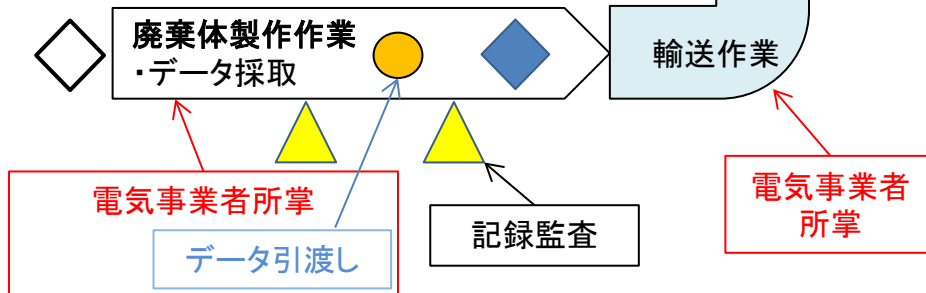 廃棄体製作作業
・データ採取
輸送作業
電気事業者所掌
データ引渡し
記録監査
電気事業者
所掌